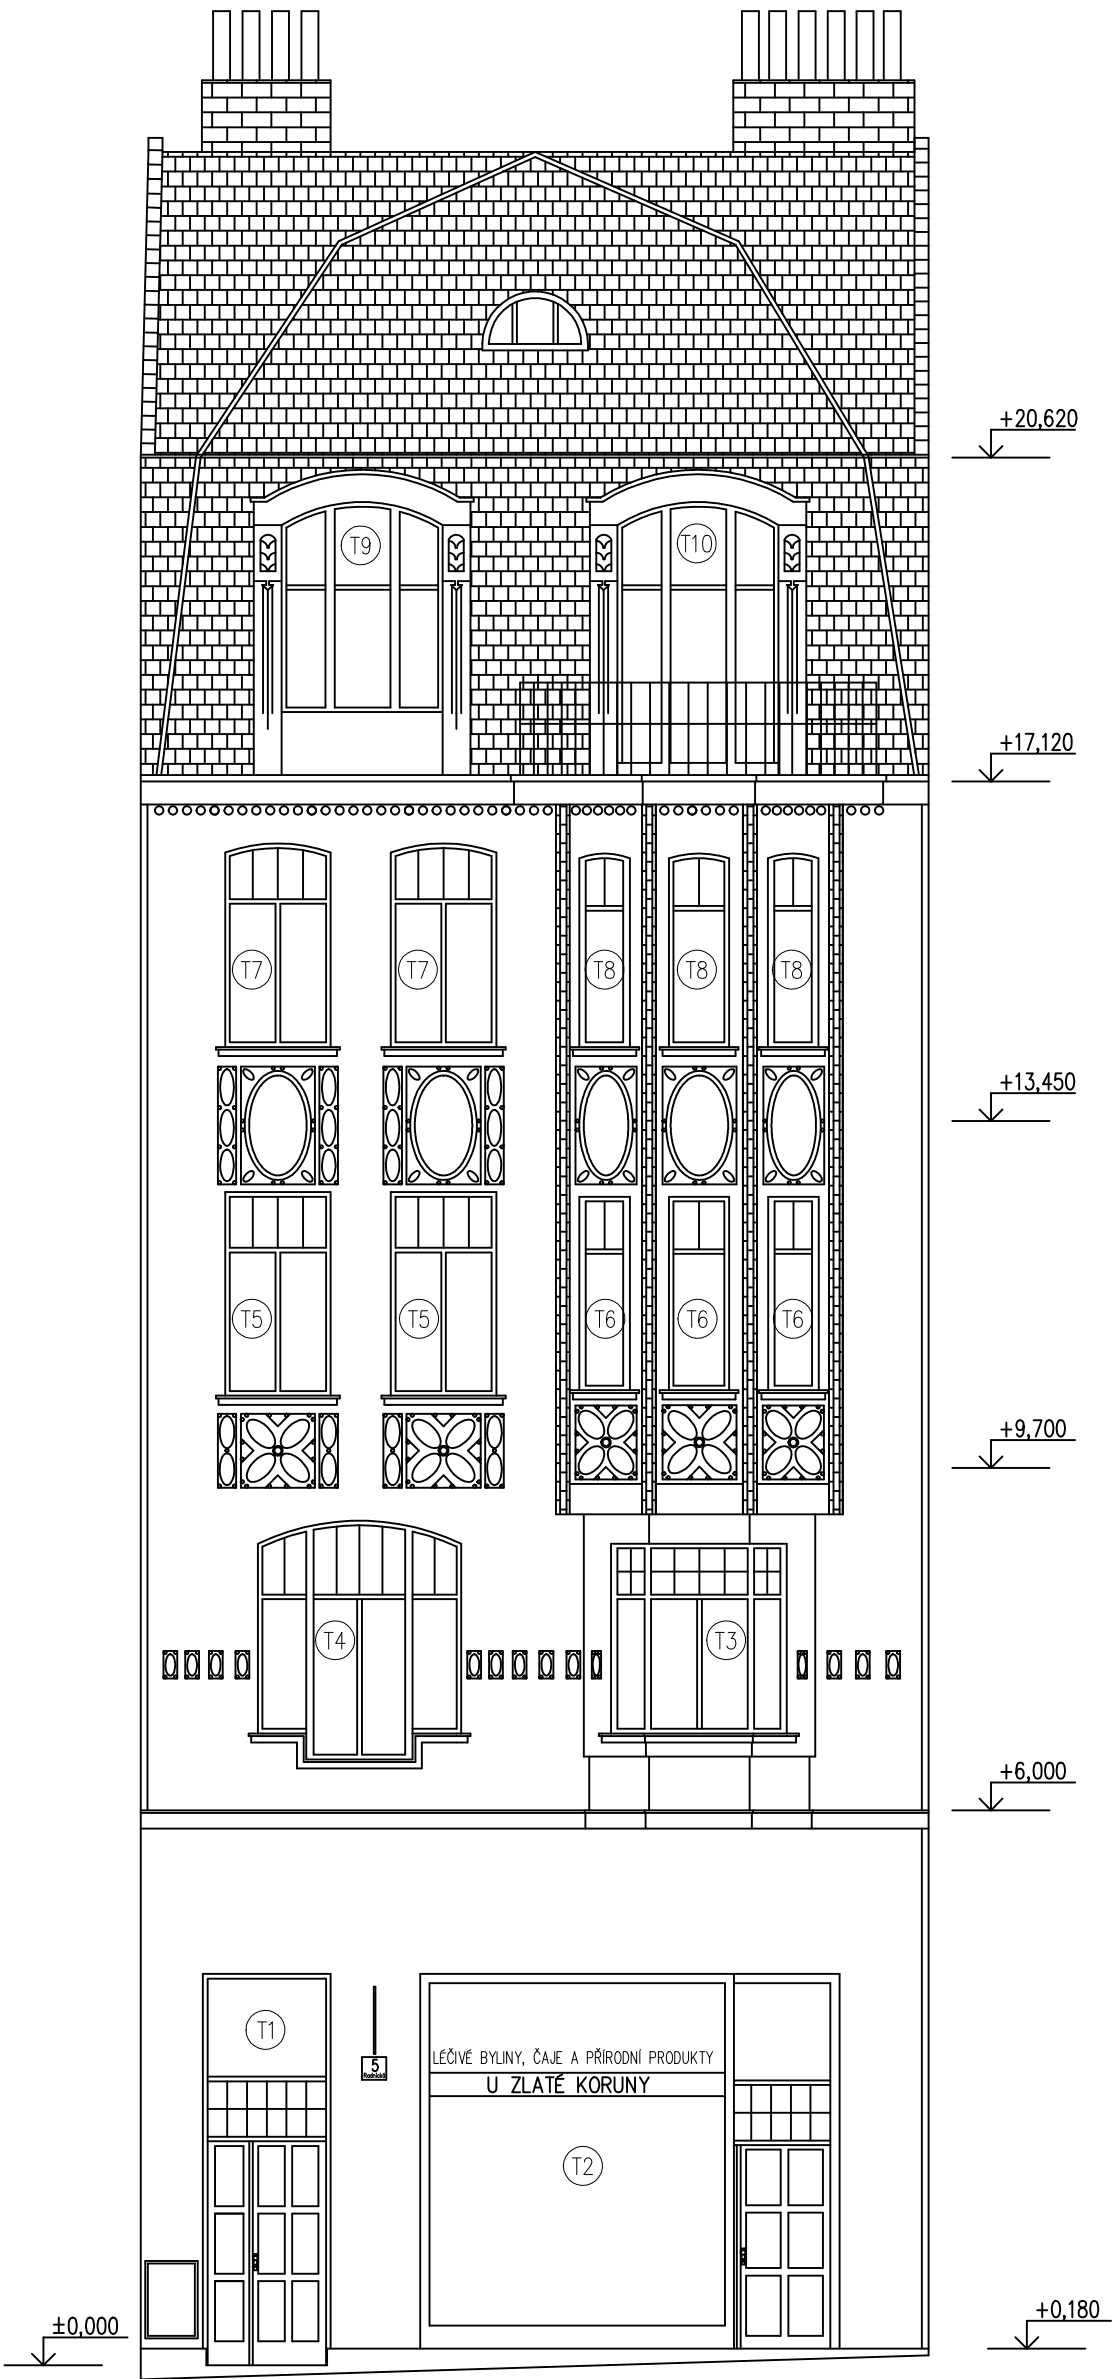 +20,620
T9
T10
+17,120
T7
T7
T8
T8
T8
+13,450
T5
T5
T6
T6
T6
+9,700
T4
T3
+6,000
T1
LÉČIVÉ BYLINY, ČAJE A PŘÍRODNÍ PRODUKTY
5
Radnická
U ZLATÉ KORUNY
T2
±0,000
+0,180